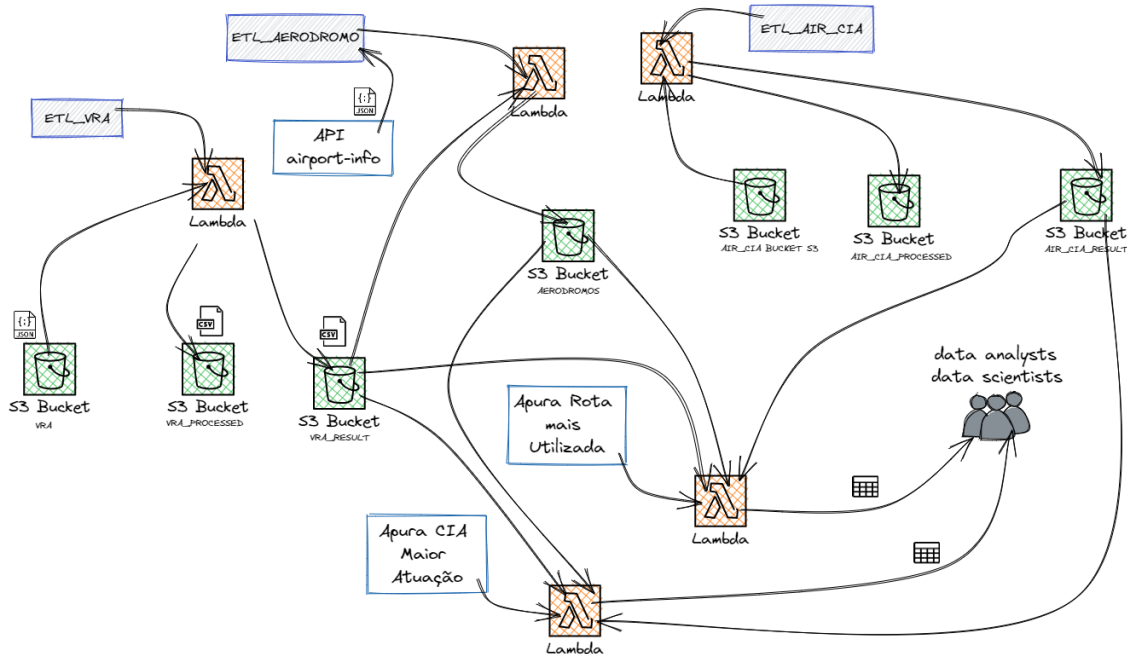 ETL_AERODROMO
ETL_AIR_CIA
{;}
JSON
Lambda
Lambda
ETL_VRA
API
airport-info
Lambda
S3 Bucket
AIR_CIA BUCKET S3
S3 Bucket
AIR_CIA_PROCESSED
S3 Bucket
AIR_CIA_RESULT
S3 Bucket
AERODROMOS
{;}
JSON
CSV
CSV
S3 Bucket
VRA
S3 Bucket
VRA_PROCESSED
S3 Bucket
VRA_RESULT
data analysts
data scientists
Apura Rota
mais
Utilizada
Lambda
Apura CIA
Maior
Atuação
Lambda